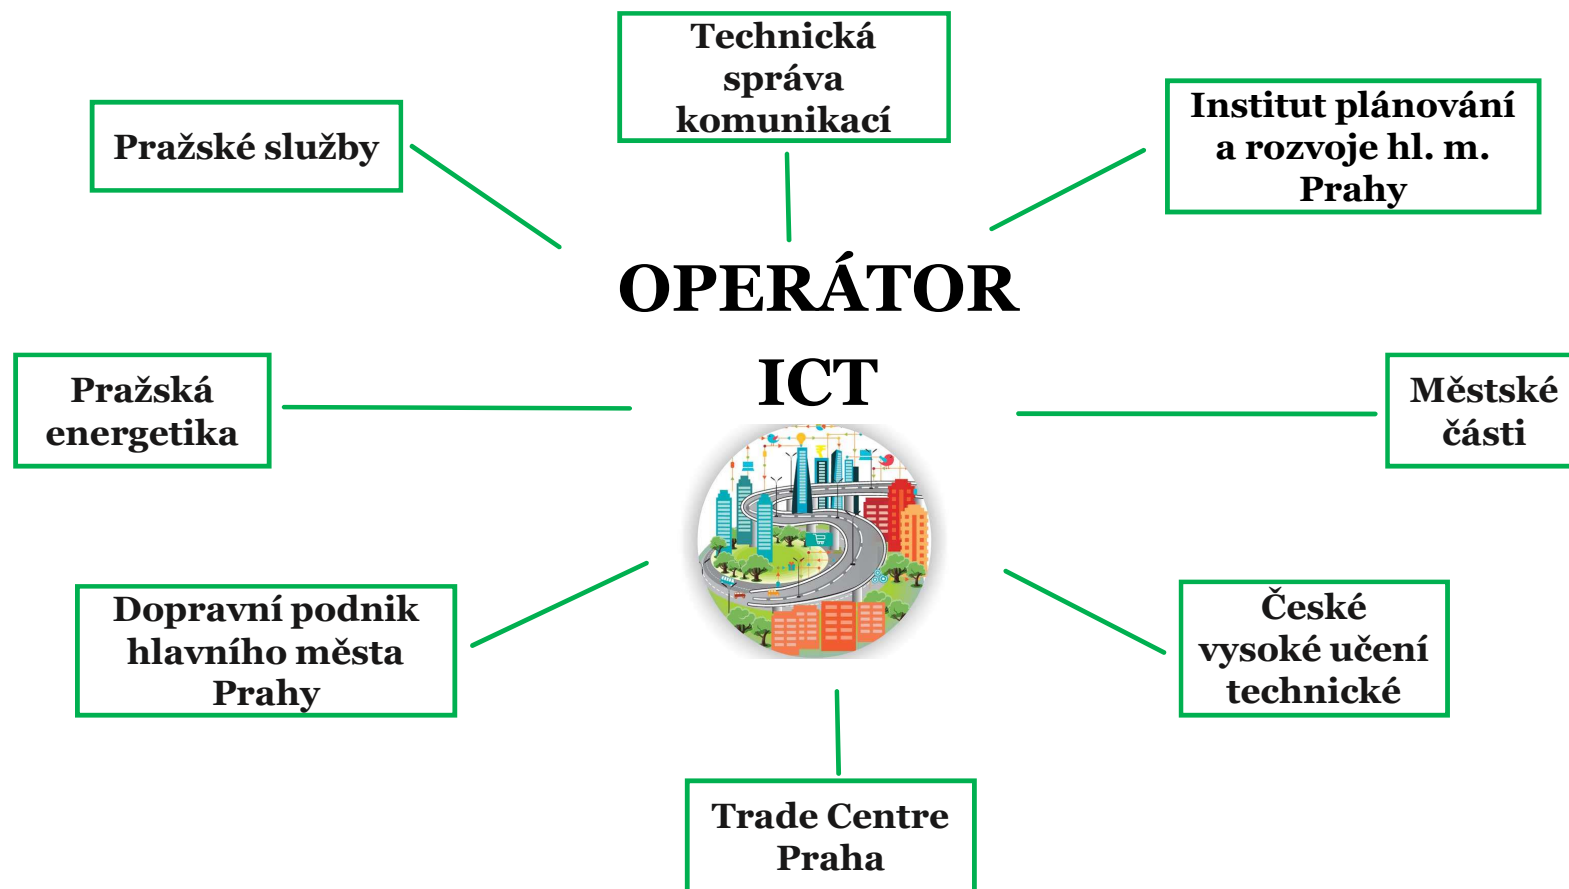 Technická
správa
komunikací
Pražské služby
Institut plánování
a rozvoje hl. m.
Prahy
OPERÁTOR
ICT
Pražská
energetika
Městské
části
Dopravní podnik
hlavního města
Prahy
České
vysoké učení
technické
Trade Centre
Praha